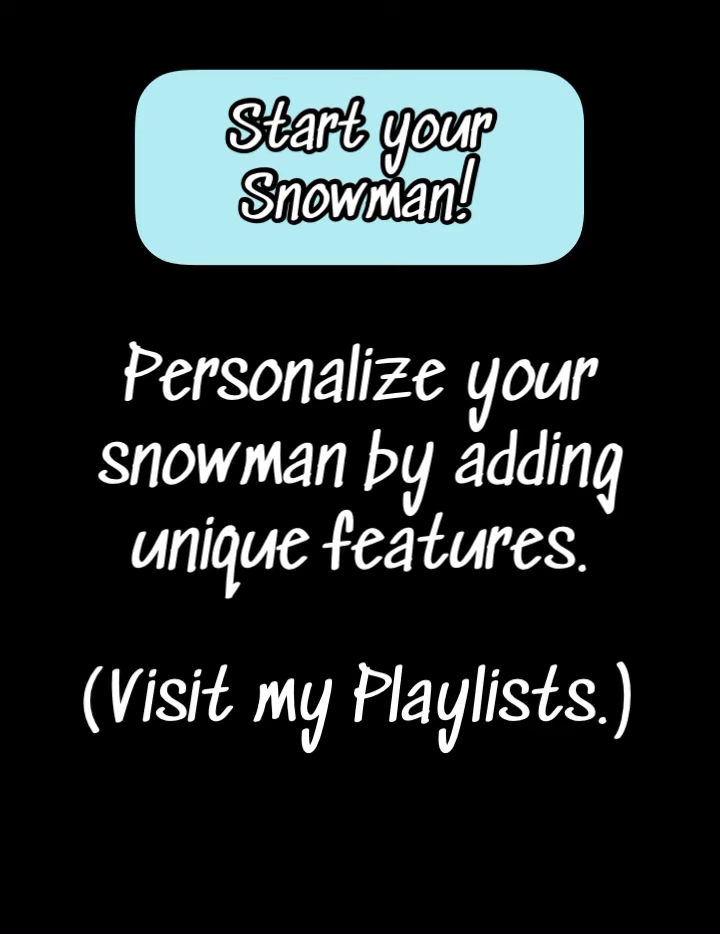 Start your
Snowman!
Personalize your
snowman by adding
unique features.
(Visit my Playlists.)